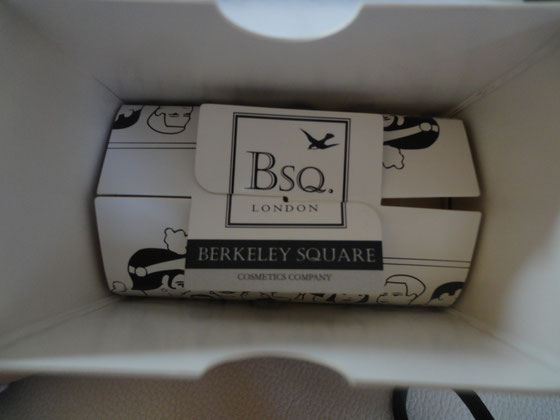 BSQ.
LONDON
BERKELEY SQUARE
COSMETICS COMPANY